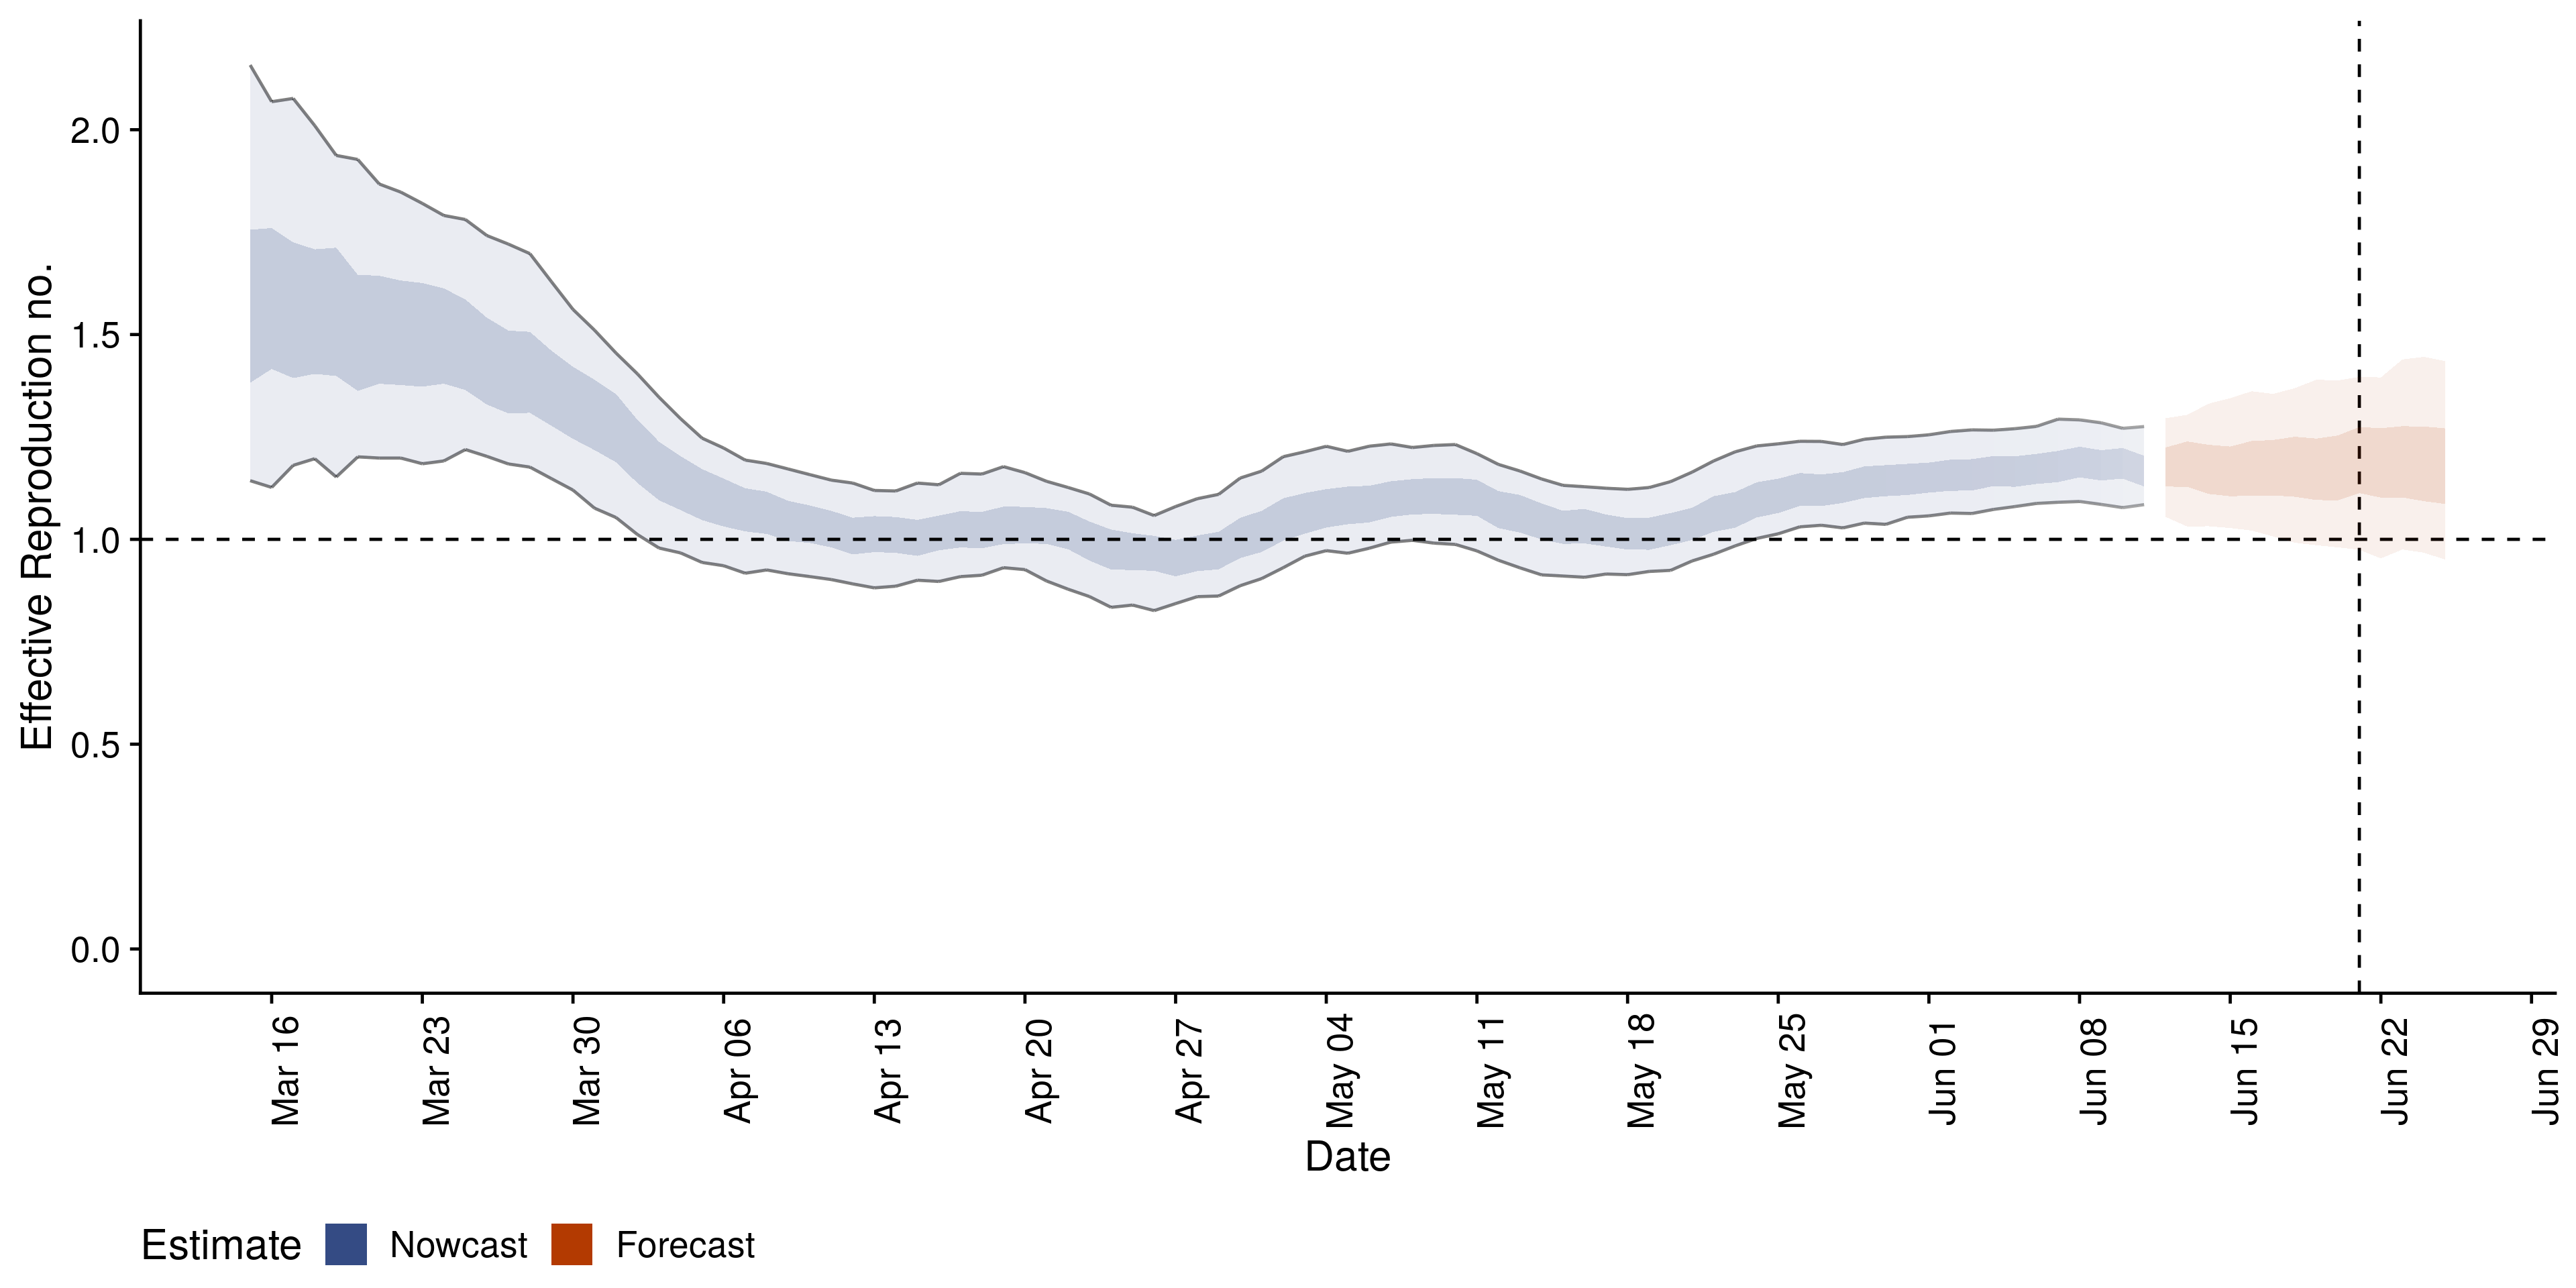 Effective Reproduction no.
2.0
1.5
1.0
0.5
0.0
Mar 16
Mar 23
Mar 30
Apr 06
Apr 13
Apr 20
Apr 27
May 04
May 11
May 18
May 25
Jun 01
Jun 08
Jun 15
Jun 22
Jun 29
Date
Estimate Nowcast Forecast